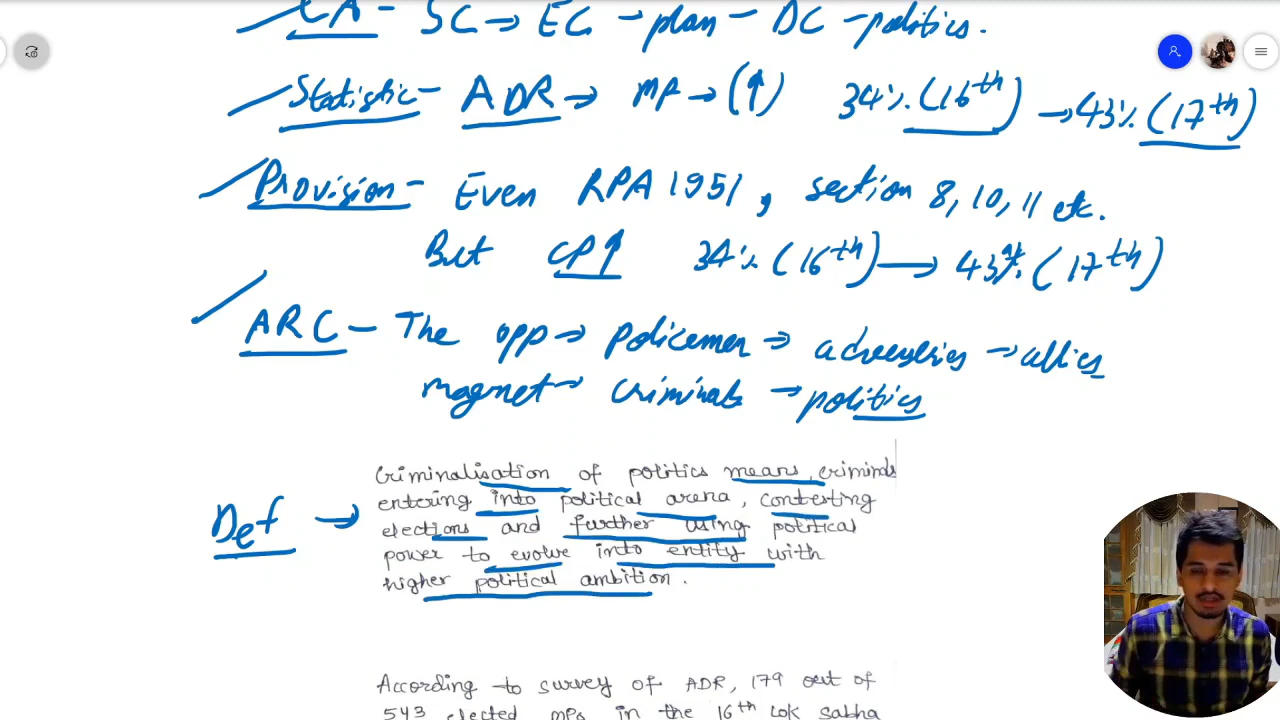 CA - SC → EC → plan - DC - politics.
Statistic - ADR → MP → (↑) 34% (16th) → 43% (17th)
Provision - Even RPA 1951, section 8, 10, 11 etc.
But CP↑ 34% (16th) → 43% (17th)
ARC - The opp → policemen → adversaries → allies
magnet → criminals → politics
Def →
Criminalisation of politics means, criminals
entering into political arena, contesting
elections and further using political
power to evolve into entity with
higher political ambition.
According to survey of ADR, 179 out of
543 elected MPs in the 16th Lok Sabha